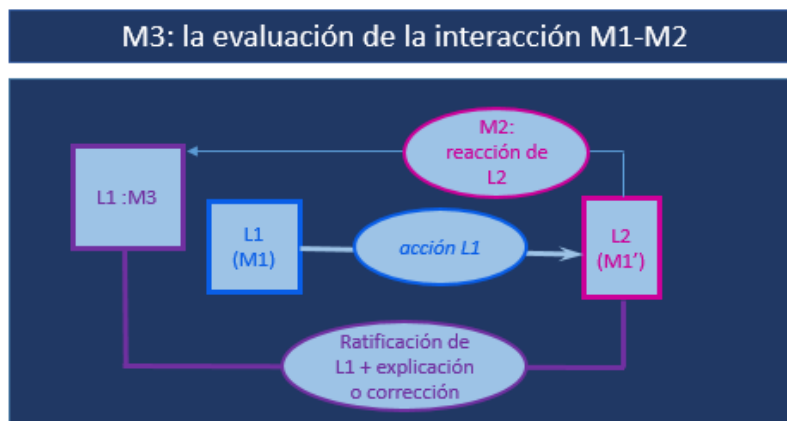 M3: la evaluación de la interacción M1-M2
M2:
reacción de
L2
L1 :M3
L1
(M1)
acción L1
L2
(M1’)
Ratificación de
L1 + explicación
o corrección